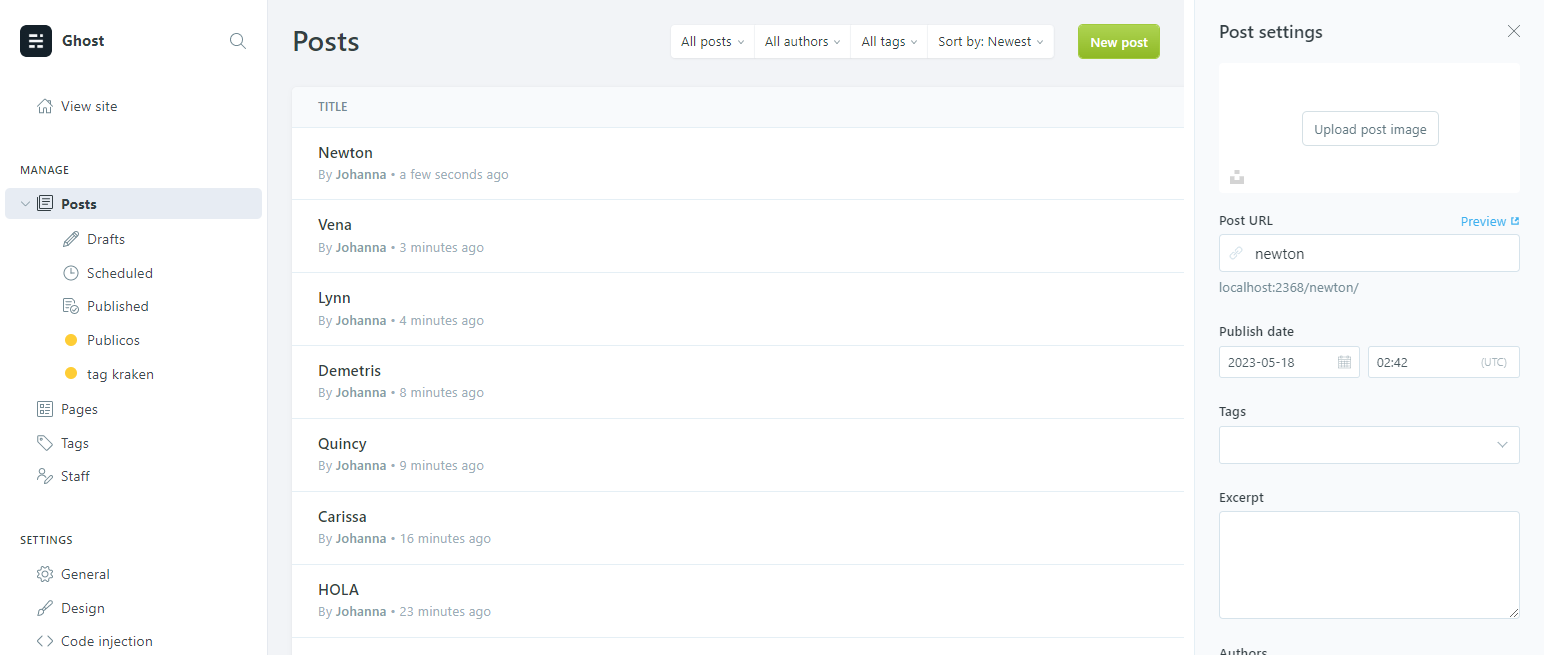 Ghost
View site
MANAGE
Posts
Drafts
Scheduled
Published
Publicos
tag kraken
Pages
Tags
Staff
SETTINGS
General
Design
Code injection
Posts
All posts
All authors
All tags
Sort by: Newest
New post
TITLE
Newton
By Johanna • a few seconds ago
Vena
By Johanna • 3 minutes ago
Lynn
By Johanna • 4 minutes ago
Demetris
By Johanna • 8 minutes ago
Quincy
By Johanna • 9 minutes ago
Carissa
By Johanna • 16 minutes ago
HOLA
By Johanna • 23 minutes ago
Post settings
Upload post image
Post URL
Preview
newton
localhost:2368/newton/
Publish date
2023-05-18
02:42
(UTC)
Tags
Excerpt
Authors